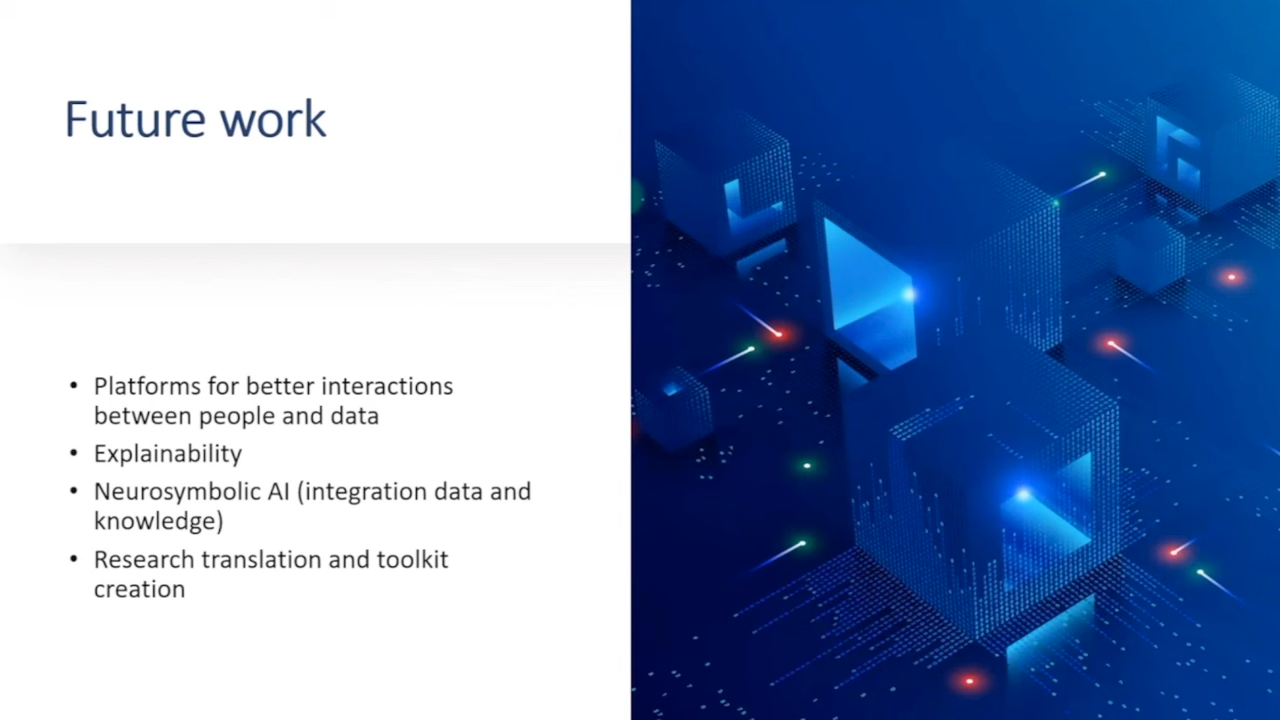 Future work
• Platforms for better interactions
between people and data
• Explainability
• Neurosymbolic AI (integration data and
knowledge)
• Research translation and toolkit
creation